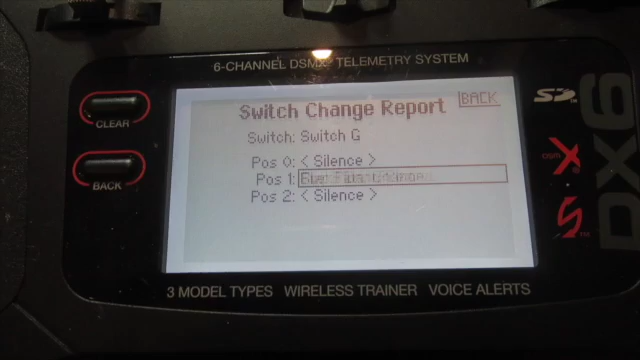 6-CHANNEL DSMX TELEMETRY SYSTEM
Switch Change Report
BACK
CLEAR
Switch: Switch G
Pos 0: < Silence >
BACK
Pos 1:
Pos 2: < Silence >
DX6
3 MODEL TYPES WIRELESS TRAINER VOICE ALERTS